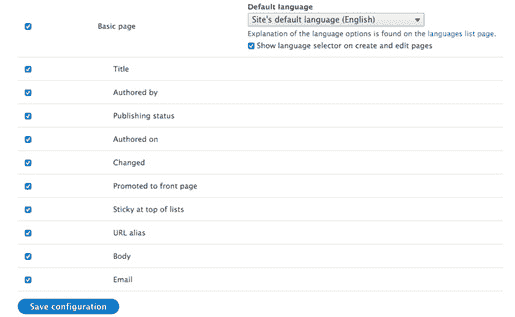 Default language
Basic page
Site's default language (English)
Explanation of the language options is found on the languages list page.
Show language selector on create and edit pages
Title
Authored by
Publishing status
Authored on
Changed
Promoted to front page
Sticky at top of lists
URL alias
Body
Email
Save configuration